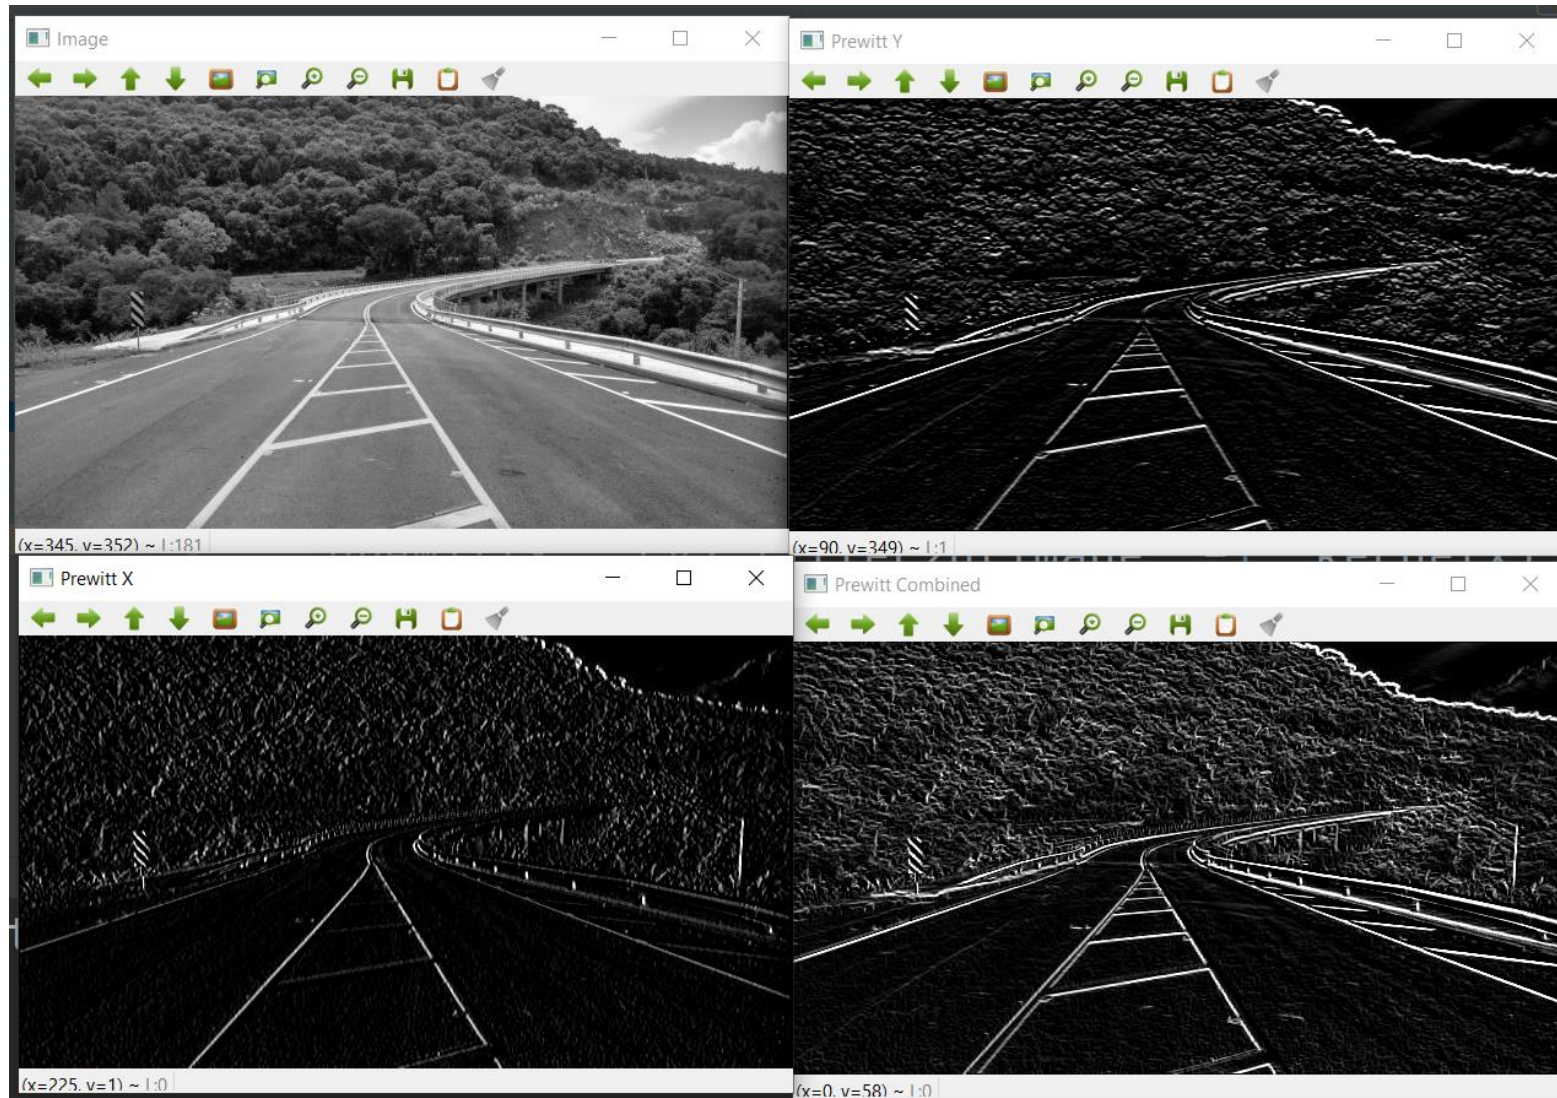 Image
Prewitt Y
(x=345, y=352) ~ L:181
(x=90, y=349) ~ L:1
Prewitt X
Prewitt Combined
(x=225, y=1) ~ L:0
(x=0, y=58) ~ L:0